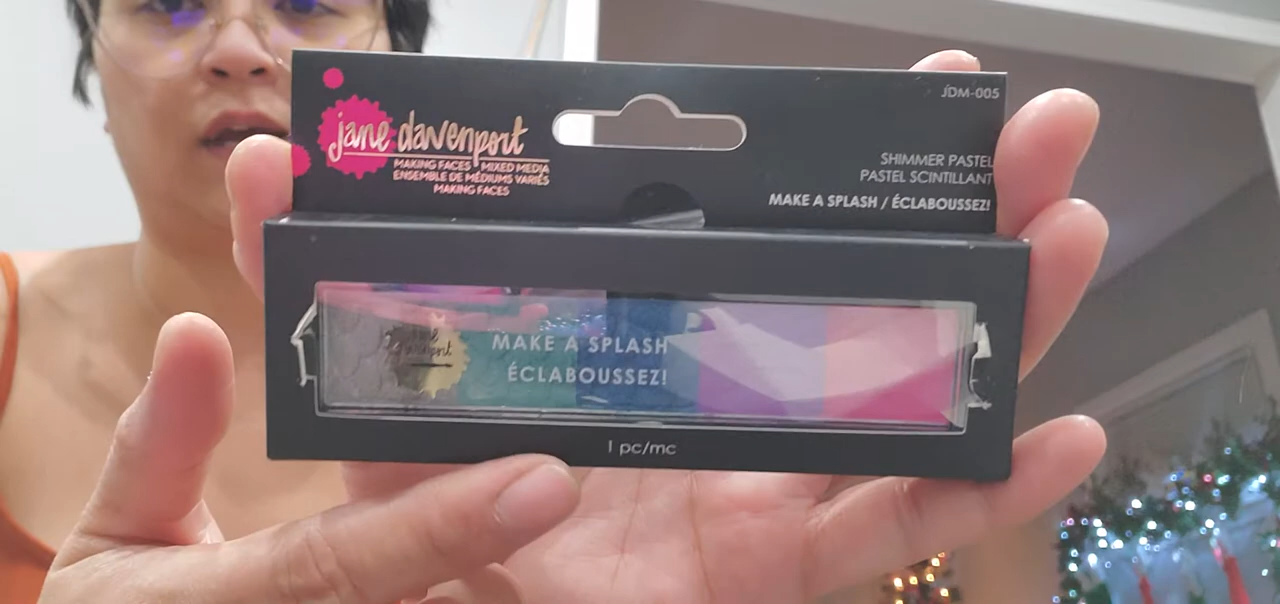 JDM-005
jane davenport
MAKING FACES MIXED MEDIA
ENSEMBLE DE MÉDIUMS VARIÉS
MAKING FACES
SHIMMER PASTEL
PASTEL SCINTILLANT
MAKE A SPLASH / ÉCLABOUSSEZ!
MAKE A SPLASH
ÉCLABOUSSEZ!
1 pc/mc